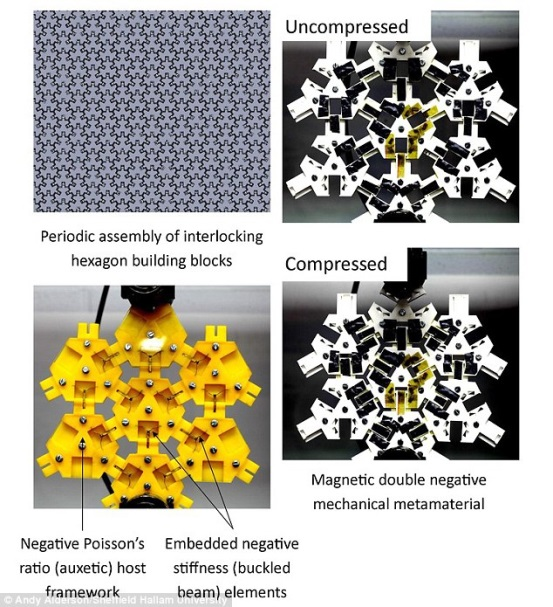 Uncompressed
Periodic assembly of interlocking
hexagon building blocks
Compressed
Magnetic double negative
mechanical metamaterial
Negative Poisson's
ratio (auxetic) host
framework
Embedded negative
stiffness (buckled
beam) elements
© Andy Alderson/Sheffield Hallam University